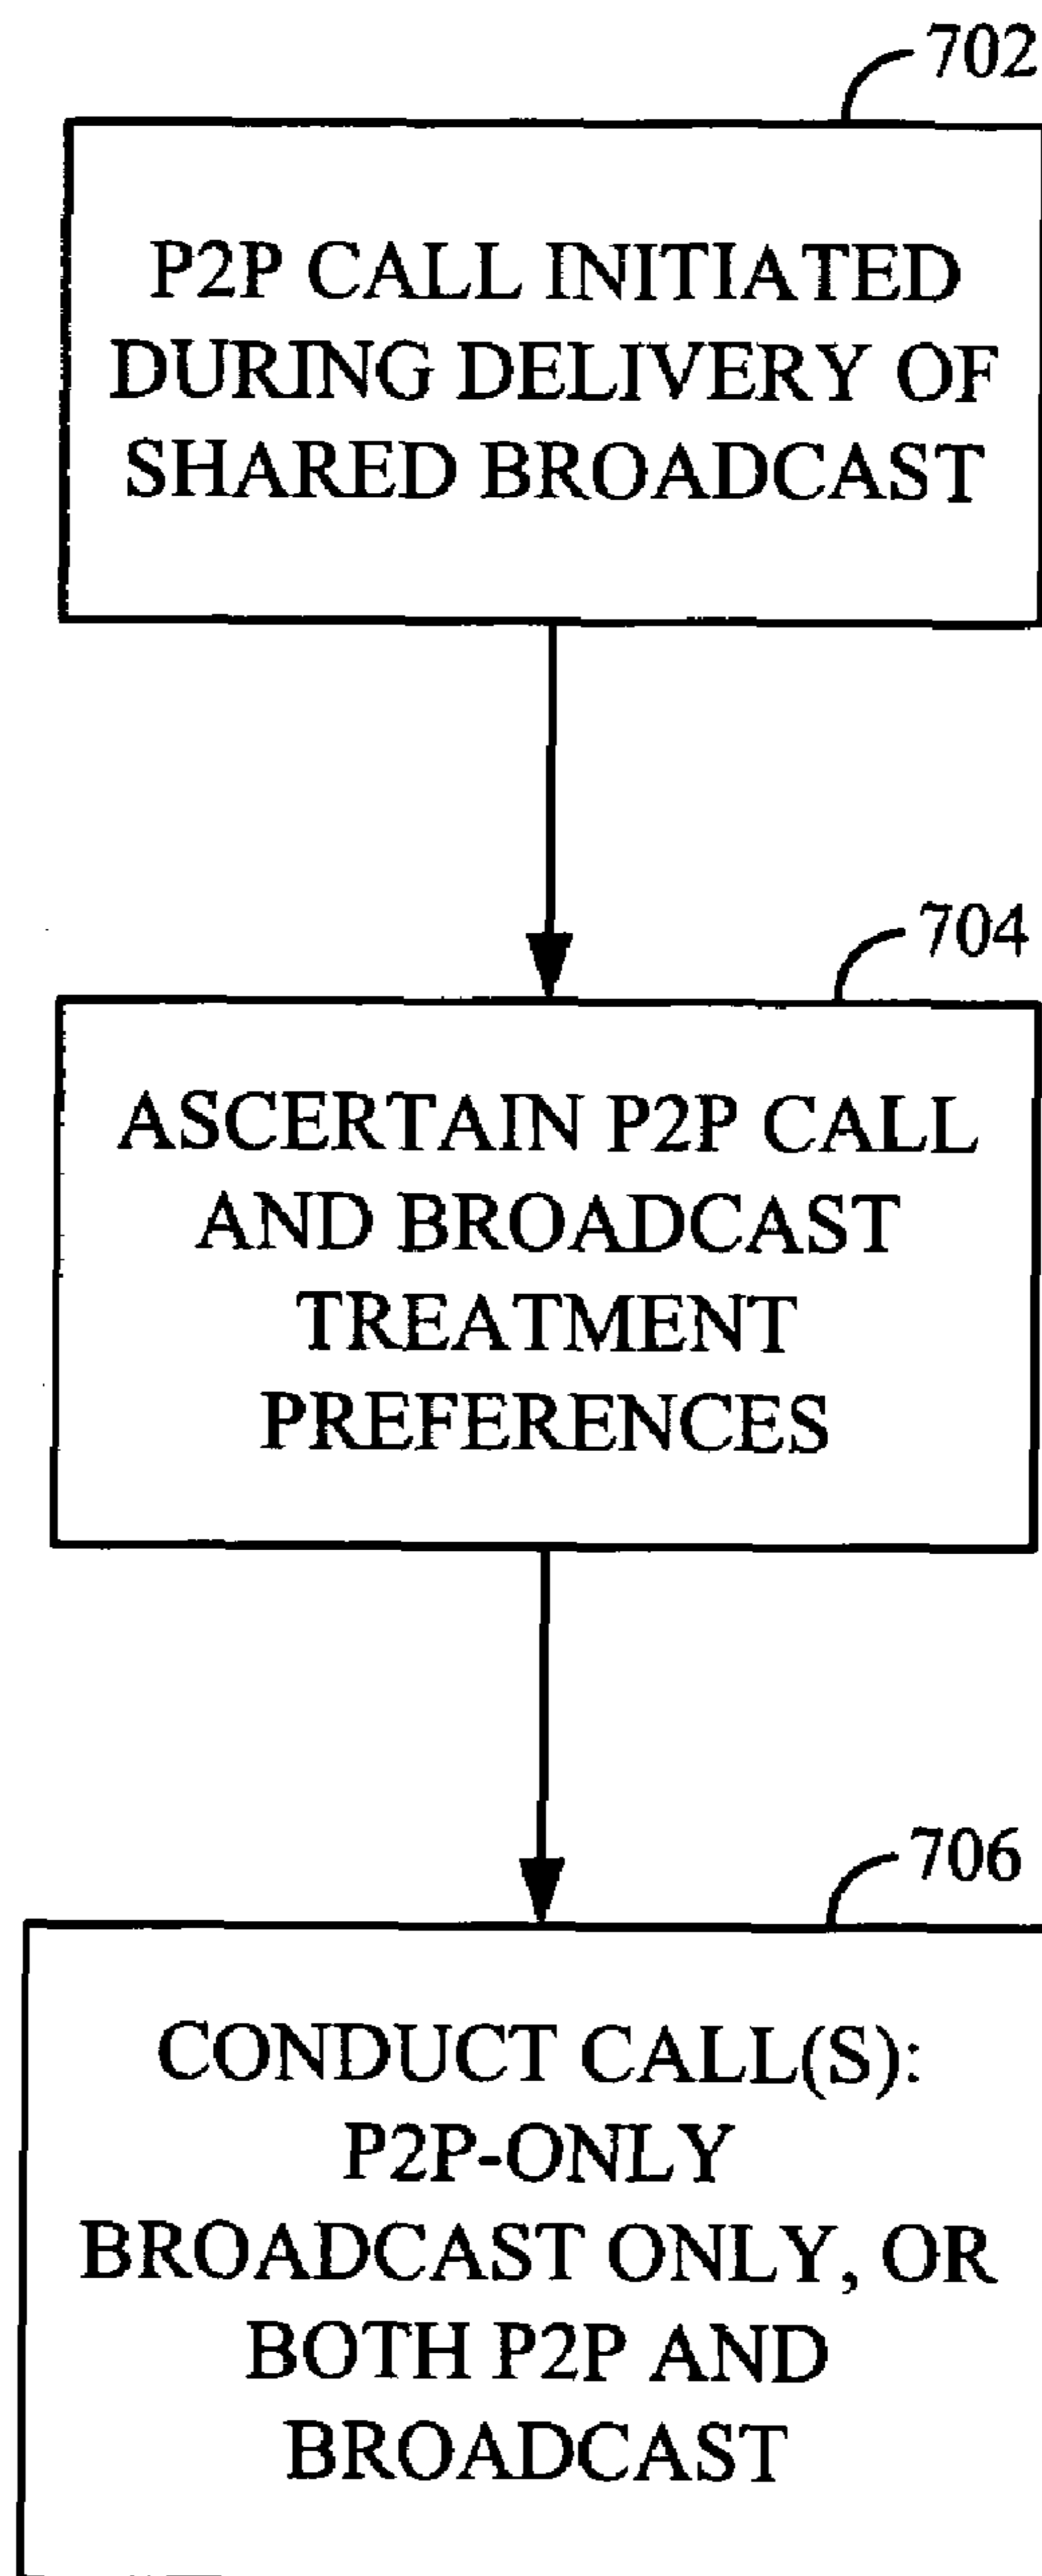 702
P2P CALL INITIATED
DURING DELIVERY OF
SHARED BROADCAST
704
ASCERTAIN P2P CALL
AND BROADCAST
TREATMENT
PREFERENCES
706
CONDUCT CALL(S):
P2P-ONLY
BROADCAST ONLY, OR
BOTH P2P AND
BROADCAST